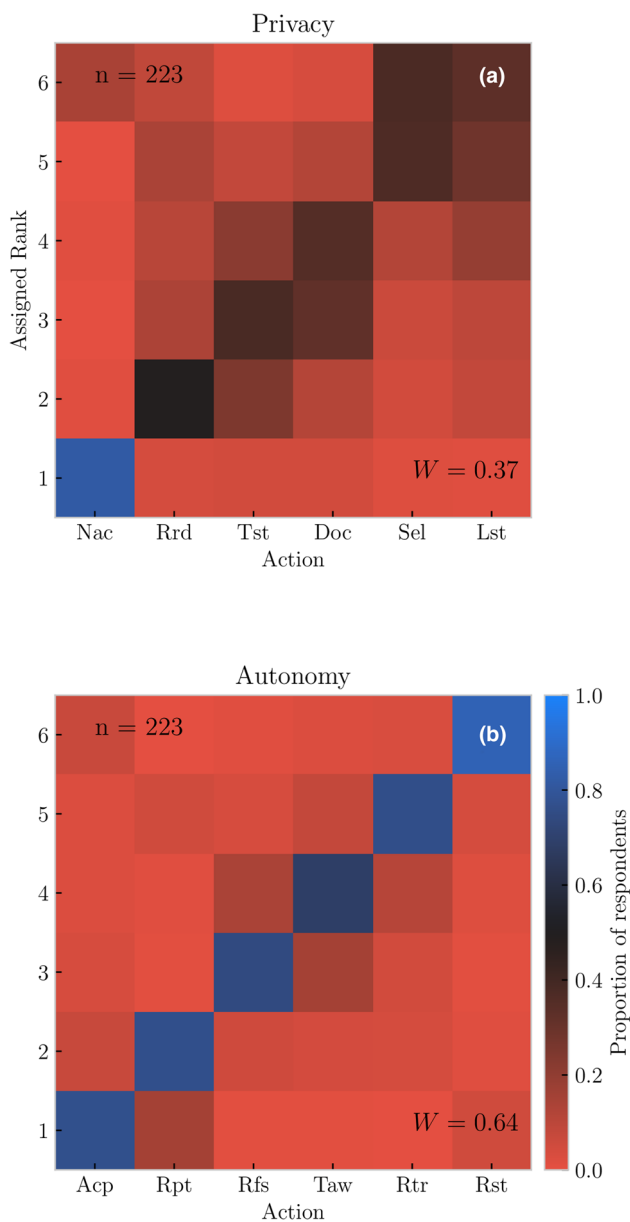 Privacy
n = 223
(a)
6
5
4
3
2
1
Assigned Rank
W = 0.37
Nac Rrd Tst Doc Sel Lst
Action
Autonomy
n = 223
(b)
6
5
4
3
2
1
W = 0.64
Acp Rpt Rfs Taw Rtr Rst
Action
1.0
0.8
0.6
0.4
0.2
0.0
Proportion of respondents